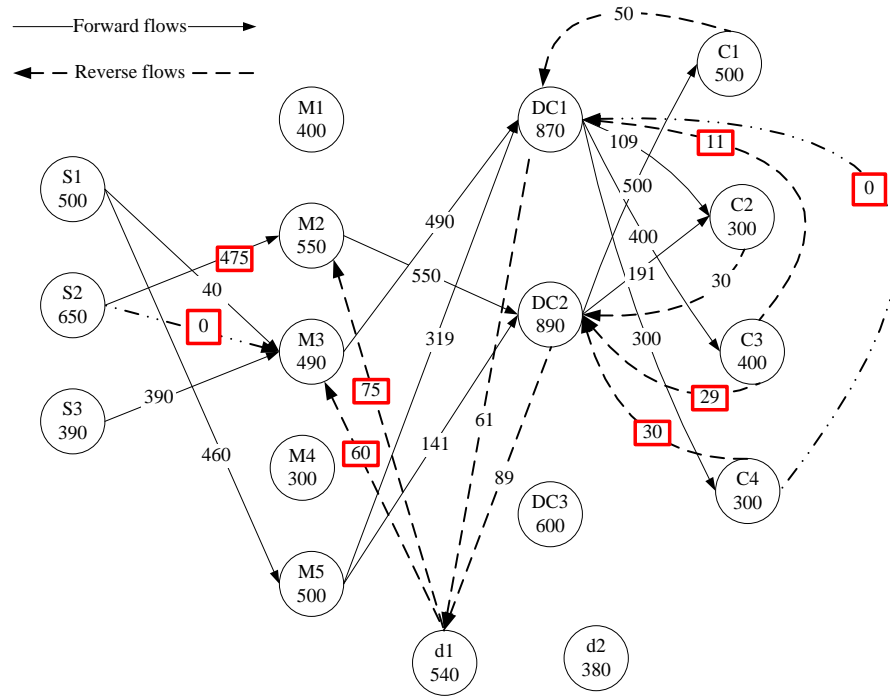 Forward flows
Reverse flows
50
C1
500
M1
400
DC1
870
109
11
0
S1
500
500
C2
300
M2
550
490
400
475
40
550
191
30
S2
650
0
DC2
890
M3
490
319
300
C3
400
390
75
29
S3
390
61
30
460
60
141
M4
300
89
C4
300
DC3
600
M5
500
d1
540
d2
380